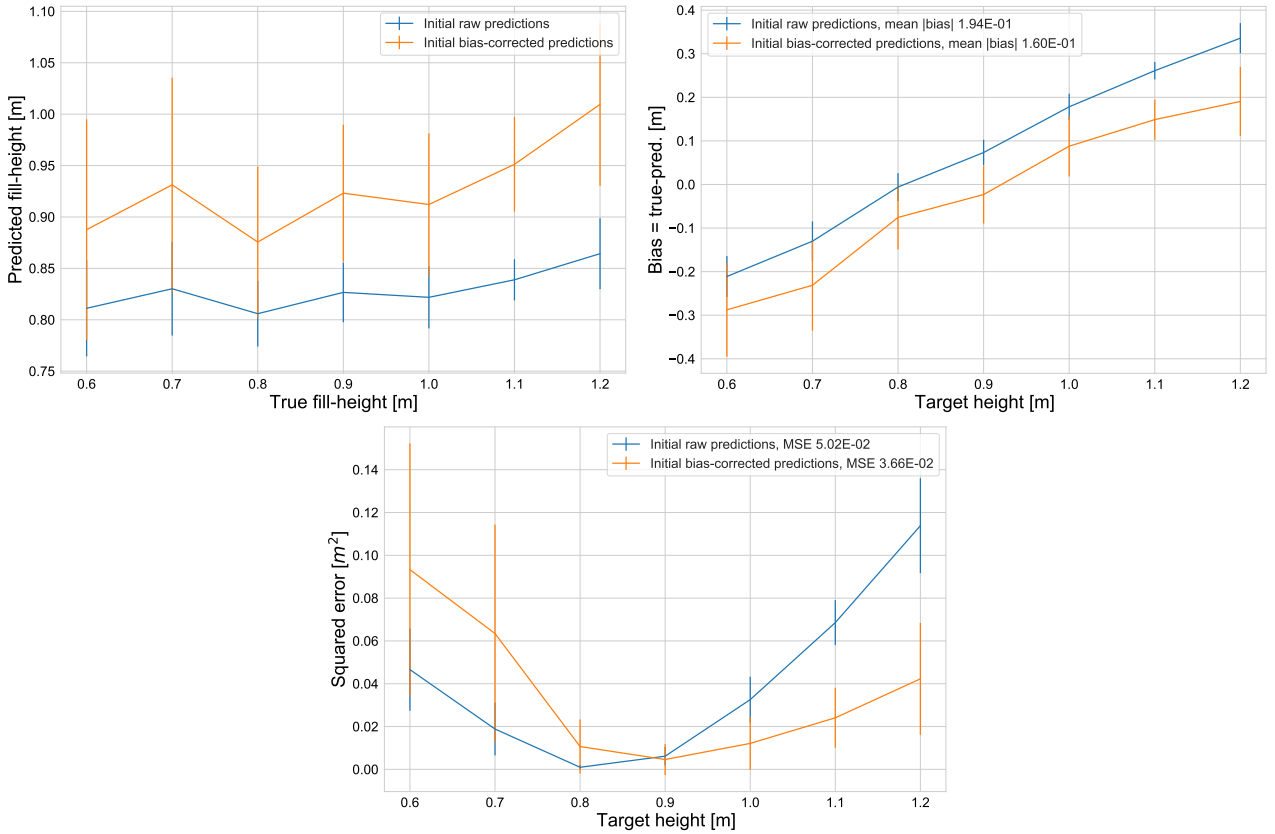 Predicted fill-height [m]
1.10
1.05
1.00
0.95
0.90
0.85
0.80
0.75
Initial raw predictions
Initial bias-corrected predictions
0.6 0.7 0.8 0.9 1.0 1.1 1.2
True fill-height [m]
Bias = true-pred. [m]
0.4
0.3
0.2
0.1
0.0
−0.1
−0.2
−0.3
−0.4
Initial raw predictions, mean |bias| 1.94E-01
Initial bias-corrected predictions, mean |bias| 1.60E-01
0.6 0.7 0.8 0.9 1.0 1.1 1.2
Target height [m]
Squared error [m²]
0.14
0.12
0.10
0.08
0.06
0.04
0.02
0.00
Initial raw predictions, MSE 5.02E-02
Initial bias-corrected predictions, MSE 3.66E-02
0.6 0.7 0.8 0.9 1.0 1.1 1.2
Target height [m]